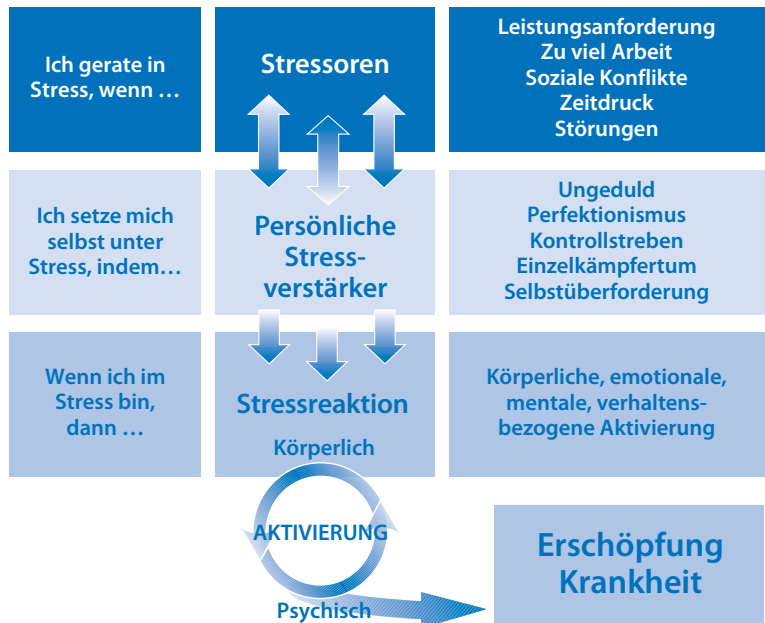 Ich gerate in
Stress, wenn …
Stressoren
Leistungsanforderung
Zu viel Arbeit
Soziale Konflikte
Zeitdruck
Störungen
Ich setze mich
selbst unter
Stress, indem…
Persönliche
Stress-
verstärker
Ungeduld
Perfektionismus
Kontrollstreben
Einzelkämpfertum
Selbstüberforderung
Wenn ich im
Stress bin,
dann …
Stressreaktion
Körperlich
Körperliche, emotionale,
mentale, verhaltens-
bezogene Aktivierung
AKTIVIERUNG
Psychisch
Erschöpfung
Krankheit